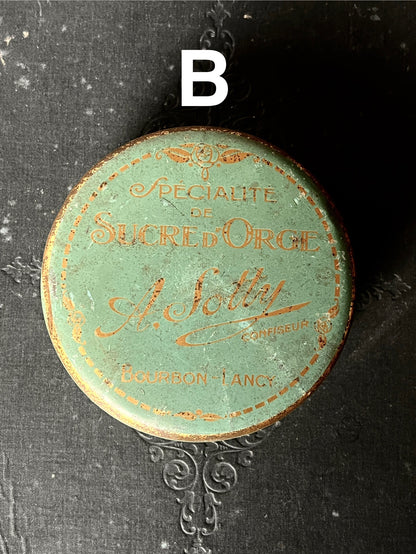 B
SPÉCIALITÉ
DE
SUCRE D'ORGE
A. Sotty
CONFISEUR
BOURBON-LANCY